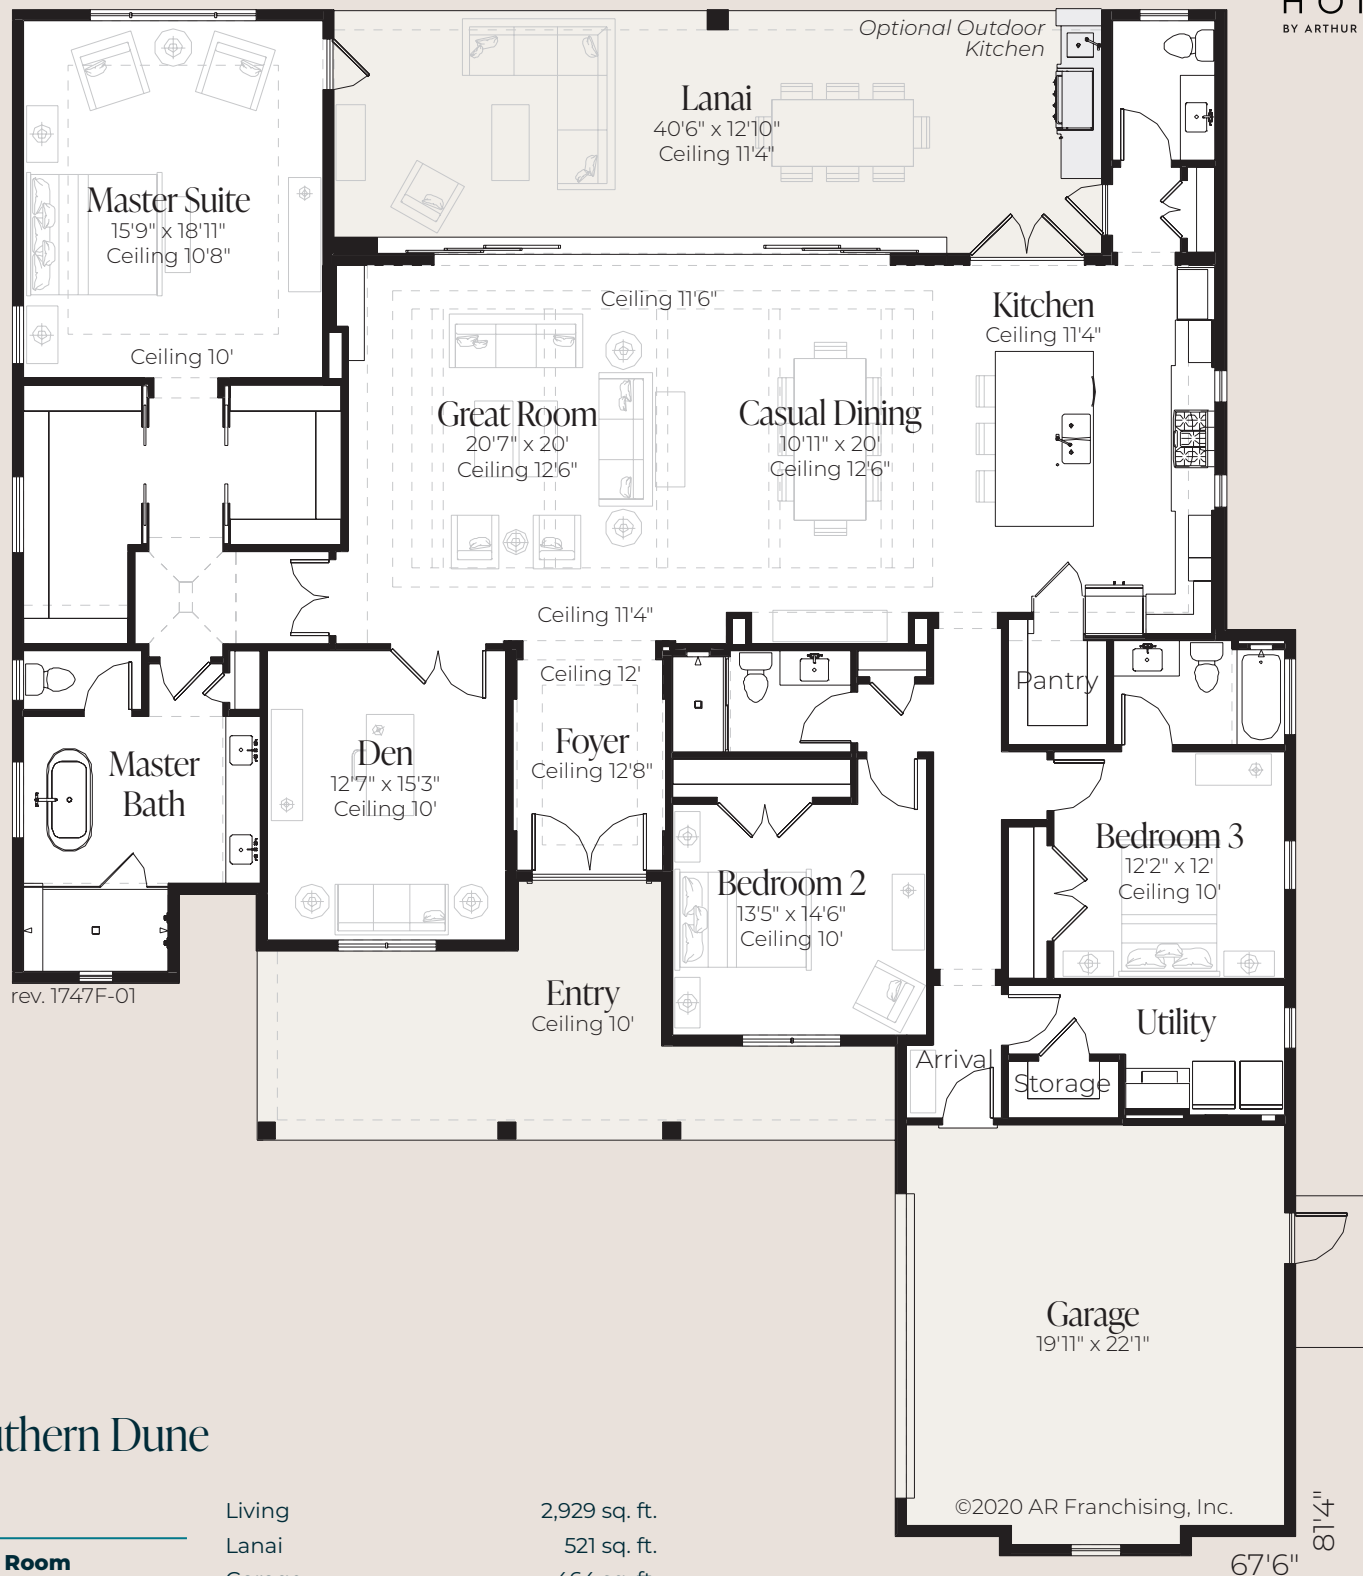 BY ARTHUR
Optional Outdoor
Kitchen
Lanai
40'6" x 12'10"
Ceiling 11'4"
Master Suite
15'9" x 18'11"
Ceiling 10'8"
Ceiling 10'
Ceiling 11'6"
Kitchen
Ceiling 11'4"
Great Room
20'7" x 20'
Ceiling 12'6"
Casual Dining
10'11" x 20'
Ceiling 12'6"
Ceiling 11'4"
Ceiling 12'
Pantry
Master
Bath
Den
12'7" x 15'3"
Ceiling 10'
Foyer
Ceiling 12'8"
Bedroom 2
13'5" x 14'6"
Ceiling 10'
Bedroom 3
12'2" x 12'
Ceiling 10'
rev. 1747F-01
Entry
Ceiling 10'
Utility
Arrival
Storage
Garage
19'11" x 22'1"
©2020 AR Franchising, Inc.
81'4"
67'6"
thern Dune
Living 2,929 sq. ft.
Lanai 521 sq. ft.
Room